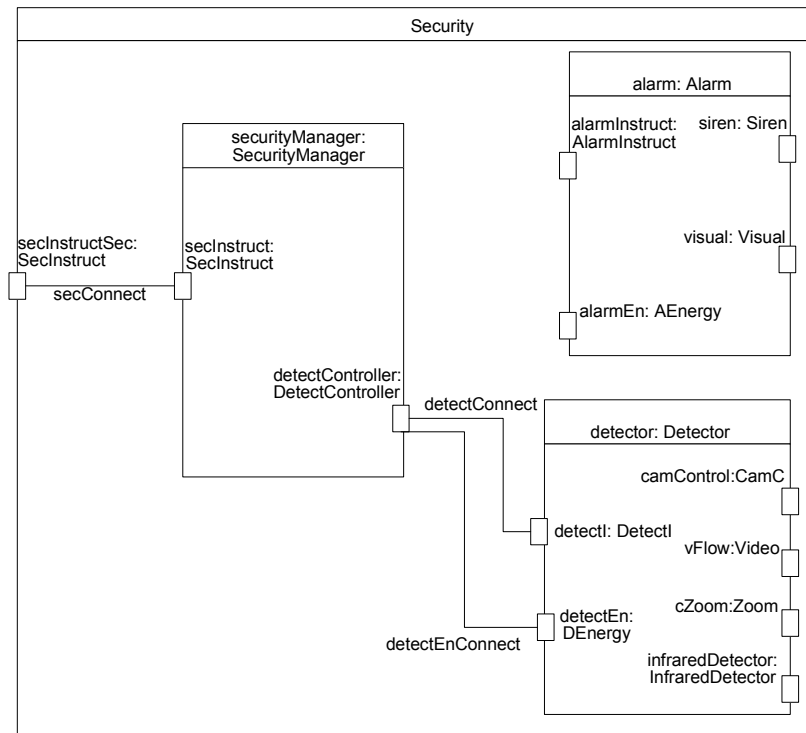 Security
alarm: Alarm
alarmInstruct:
AlarmInstruct
siren: Siren
visual: Visual
alarmEn: AEnergy
securityManager:
SecurityManager
secInstructSec:
SecInstruct
secConnect
secInstruct:
SecInstruct
detectController:
DetectController
detectConnect
detectEnConnect
detector: Detector
camControl:CamC
detectI: DetectI
vFlow:Video
cZoom:Zoom
detectEn:
DEnergy
infraredDetector:
InfraredDetector